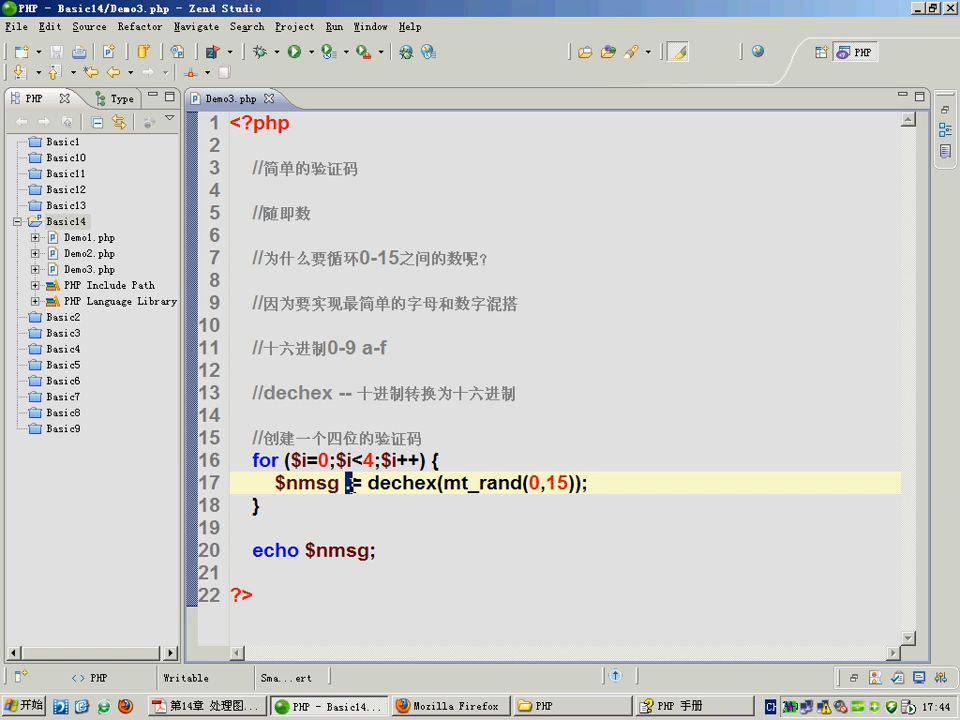 PHP - Basic14/Demo3.php - Zend Studio
File Edit Source Refactor Navigate Search Project Run Window Help
PHP
PHP Type
Demo3.php
Basic1
Basic10
Basic11
Basic12
Basic13
Basic14
Demo1.php
Demo2.php
Demo3.php
PHP Include Path
PHP Language Library
Basic2
Basic3
Basic4
Basic5
Basic6
Basic7
Basic8
Basic9
1 <?php
2
3 //简单的验证码
4
5 //随即数
6
7 //为什么要循环0-15之间的数呢?
8
9 //因为要实现最简单的字母和数字混搭
10
11 //十六进制0-9 a-f
12
13 //dechex -- 十进制转换为十六进制
14
15 //创建一个四位的验证码
16 for ($i=0;$i<4;$i++) {
17 $nmsg .= dechex(mt_rand(0,15));
18 }
19
20 echo $nmsg;
21
22 ?>
<> PHP Writable Sma...ert
开始 第14章 处理图... PHP - Basic14... Mozilla Firefox PHP PHP 手册 CH 17:44